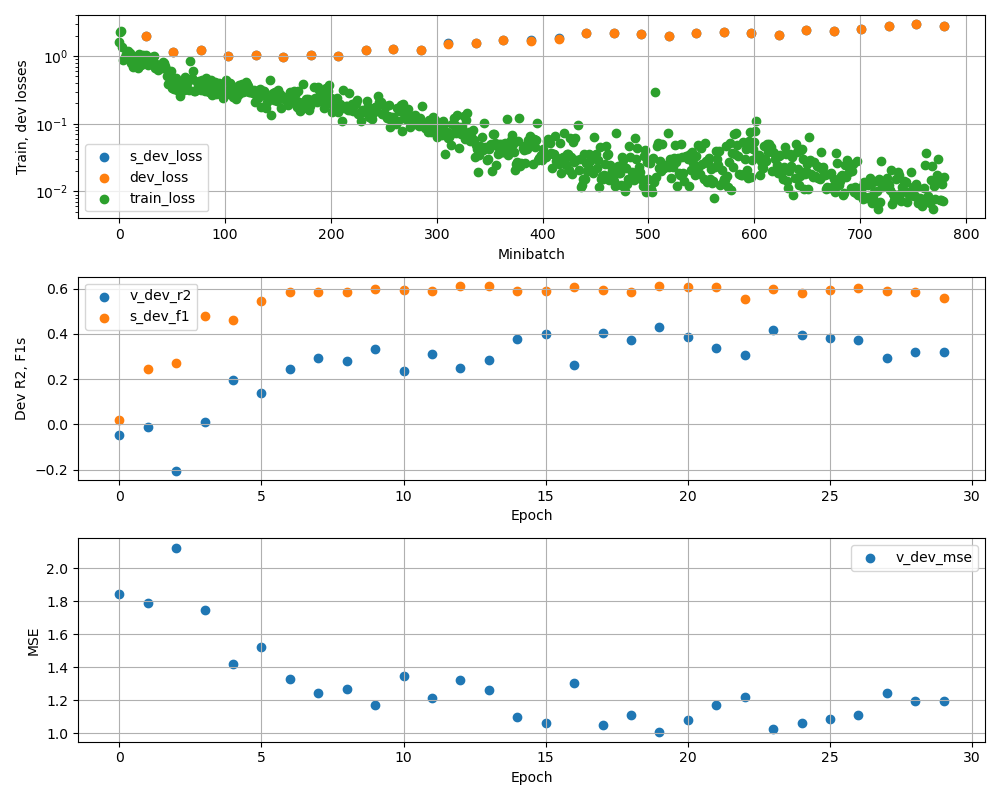 Train, dev losses
10^0
10^−1
10^−2
s_dev_loss
dev_loss
train_loss
0 100 200 300 400 500 600 700 800
Minibatch
Dev R2, F1s
0.6
0.4
0.2
0.0
−0.2
v_dev_r2
s_dev_f1
0 5 10 15 20 25 30
Epoch
MSE
2.0
1.8
1.6
1.4
1.2
1.0
v_dev_mse
0 5 10 15 20 25 30
Epoch